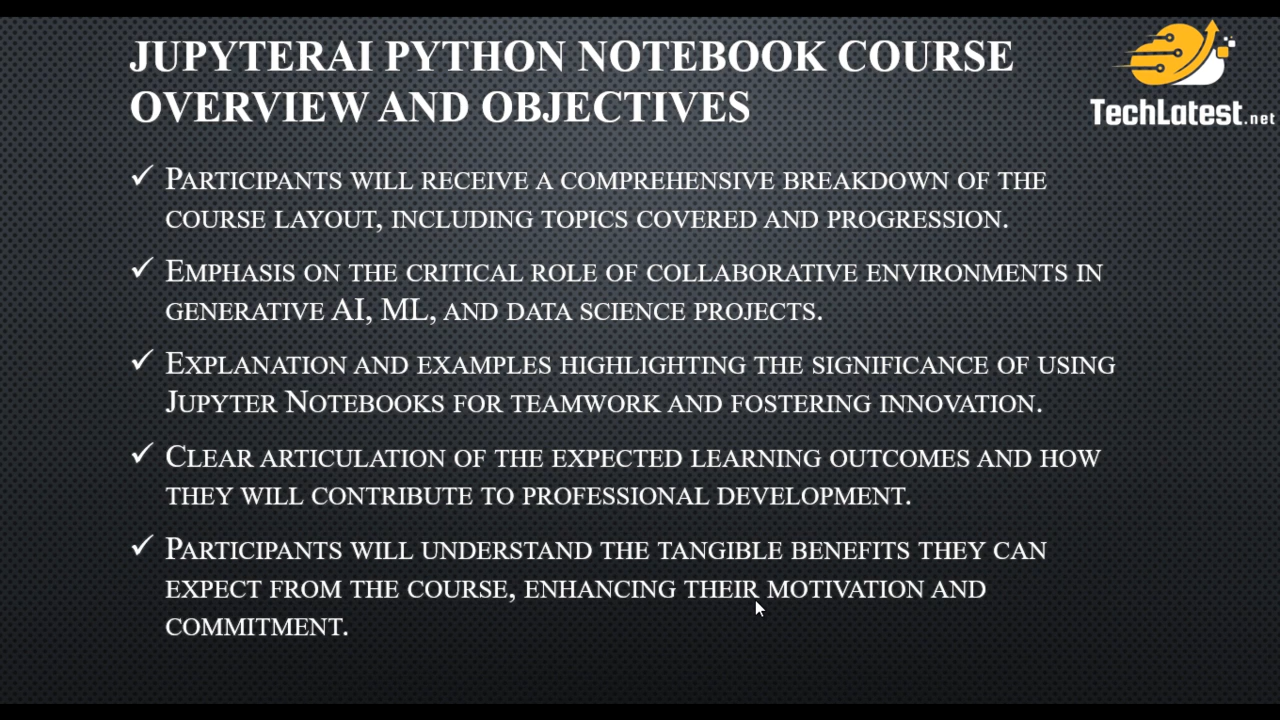 JUPYTERAI PYTHON NOTEBOOK COURSE
OVERVIEW AND OBJECTIVES
TechLatest.net
✓ PARTICIPANTS WILL RECEIVE A COMPREHENSIVE BREAKDOWN OF THE
COURSE LAYOUT, INCLUDING TOPICS COVERED AND PROGRESSION.
✓ EMPHASIS ON THE CRITICAL ROLE OF COLLABORATIVE ENVIRONMENTS IN
GENERATIVE AI, ML, AND DATA SCIENCE PROJECTS.
✓ EXPLANATION AND EXAMPLES HIGHLIGHTING THE SIGNIFICANCE OF USING
JUPYTER NOTEBOOKS FOR TEAMWORK AND FOSTERING INNOVATION.
✓ CLEAR ARTICULATION OF THE EXPECTED LEARNING OUTCOMES AND HOW
THEY WILL CONTRIBUTE TO PROFESSIONAL DEVELOPMENT.
✓ PARTICIPANTS WILL UNDERSTAND THE TANGIBLE BENEFITS THEY CAN
EXPECT FROM THE COURSE, ENHANCING THEIR MOTIVATION AND
COMMITMENT.